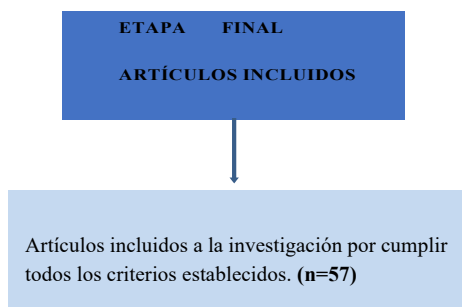 ETAPA FINAL
ARTÍCULOS INCLUIDOS
Artículos incluidos a la investigación por cumplir
todos los criterios establecidos. (n=57)